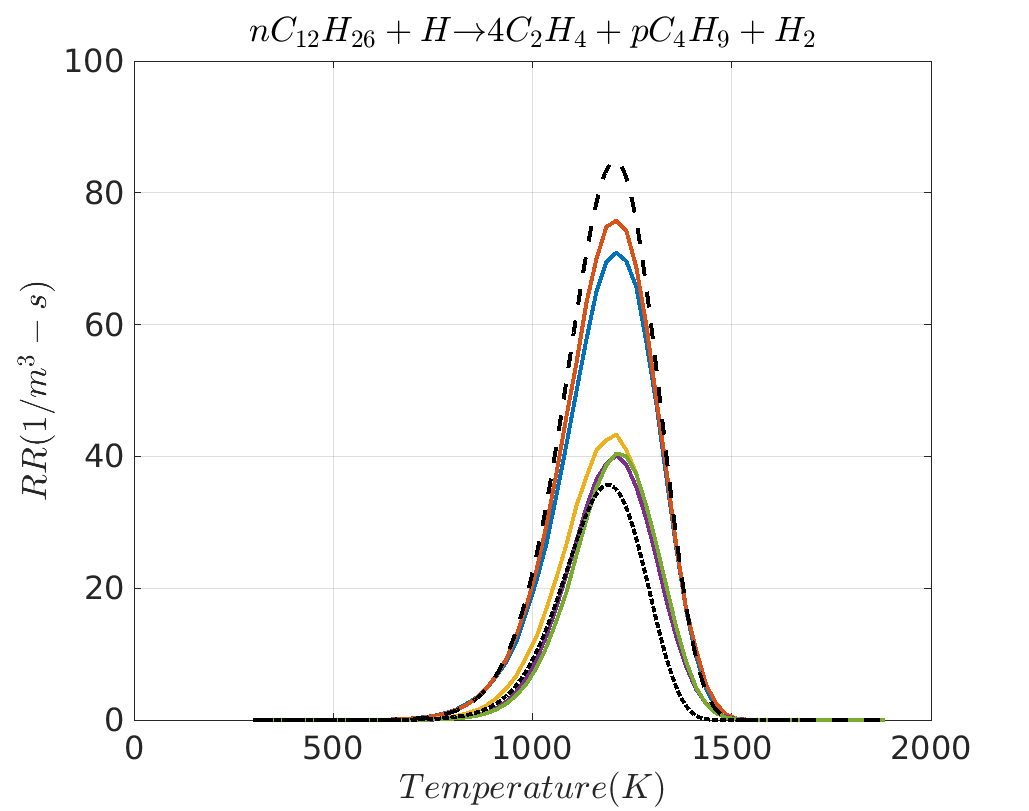 nC₁₂H₂₆ + H→4C₂H₄ + pC₄H₉ + H₂
100
80
60
40
20
0
RR(1/m³ − s)
0 500 1000 1500 2000
Temperature(K)